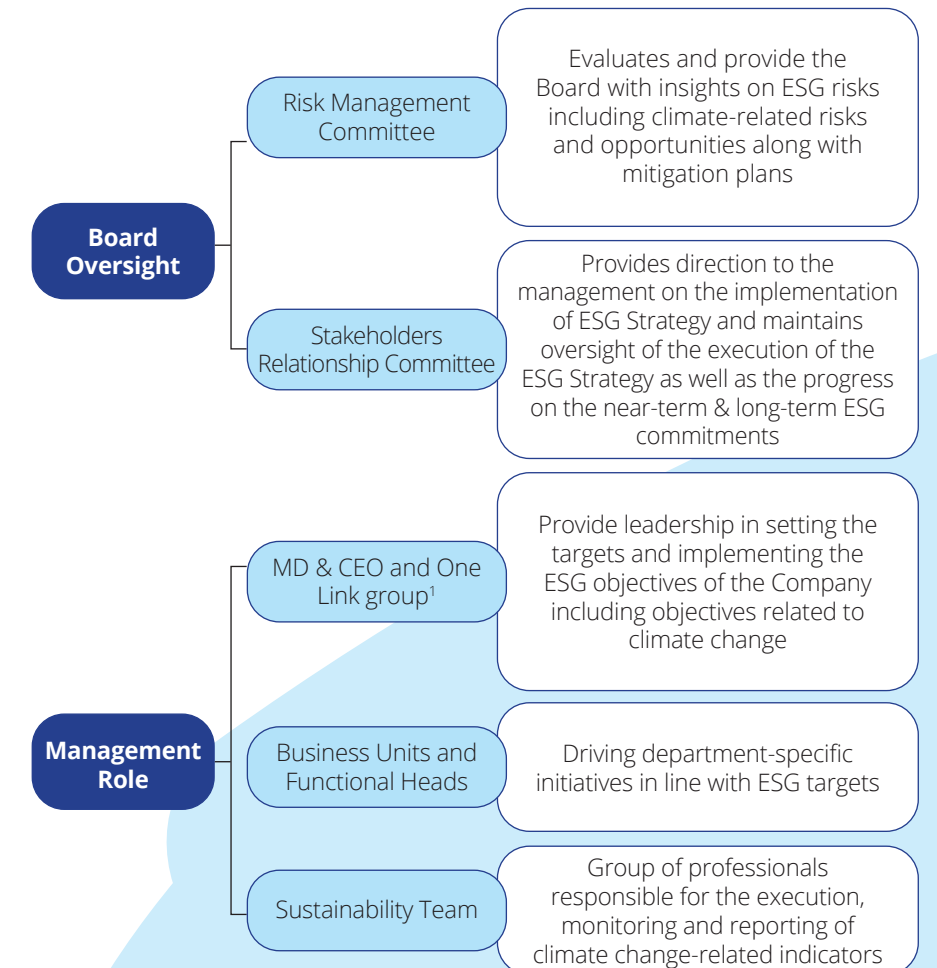 Board
Oversight
Risk Management
Committee
Evaluates and provide the
Board with insights on ESG risks
including climate-related risks
and opportunities along with
mitigation plans
Stakeholders
Relationship Committee
Provides direction to the
management on the implementation
of ESG Strategy and maintains
oversight of the execution of the
ESG Strategy as well as the progress
on the near-term & long-term ESG
commitments
Management
Role
MD & CEO and One
Link group¹
Provide leadership in setting the
targets and implementing the
ESG objectives of the Company
including objectives related to
climate change
Business Units and
Functional Heads
Driving department-specific
initiatives in line with ESG targets
Sustainability Team
Group of professionals
responsible for the execution,
monitoring and reporting of
climate change-related indicators